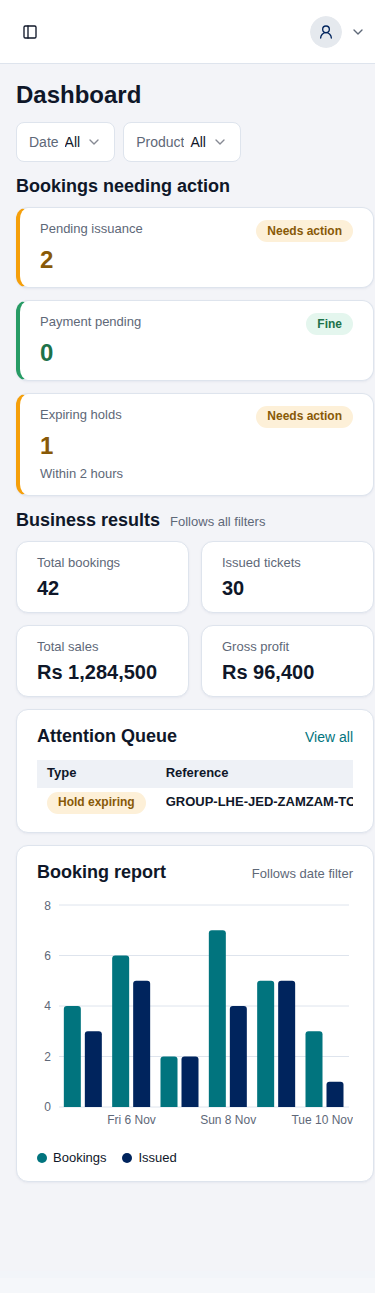 Dashboard
Date All
Product All
Bookings needing action
Pending issuance
Needs action
2
Payment pending
Fine
0
Expiring holds
Needs action
1
Within 2 hours
Business results Follows all filters
Total bookings
42
Issued tickets
30
Total sales
Rs 1,284,500
Gross profit
Rs 96,400
Attention Queue
View all
Type Reference
Hold expiring GROUP-LHE-JED-ZAMZAM-TC
Booking report
Follows date filter
8
6
4
2
0
Fri 6 Nov Sun 8 Nov Tue 10 Nov
Bookings Issued